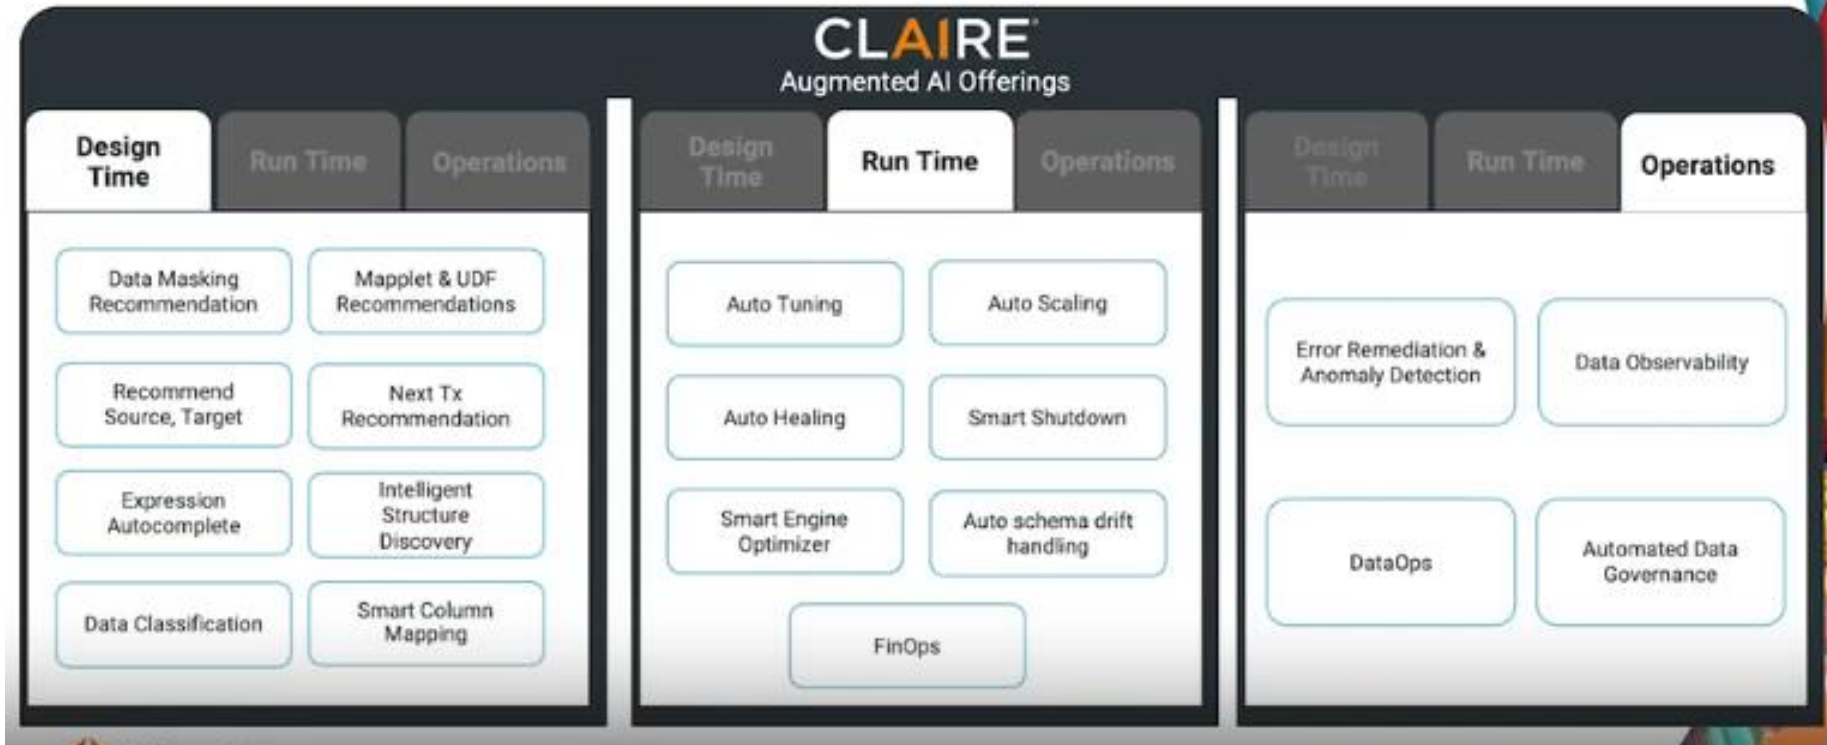 CLAIRE
Augmented AI Offerings
Design
Time
Run Time
Operations
Data Masking
Recommendation
Mapplet & UDF
Recommendations
Recommend
Source, Target
Next Tx
Recommendation
Expression
Autocomplete
Intelligent
Structure
Discovery
Data Classification
Smart Column
Mapping
Design
Time
Run Time
Operations
Auto Tuning
Auto Scaling
Auto Healing
Smart Shutdown
Smart Engine
Optimizer
Auto schema drift
handling
FinOps
Design
Time
Run Time
Operations
Error Remediation &
Anomaly Detection
Data Observability
DataOps
Automated Data
Governance